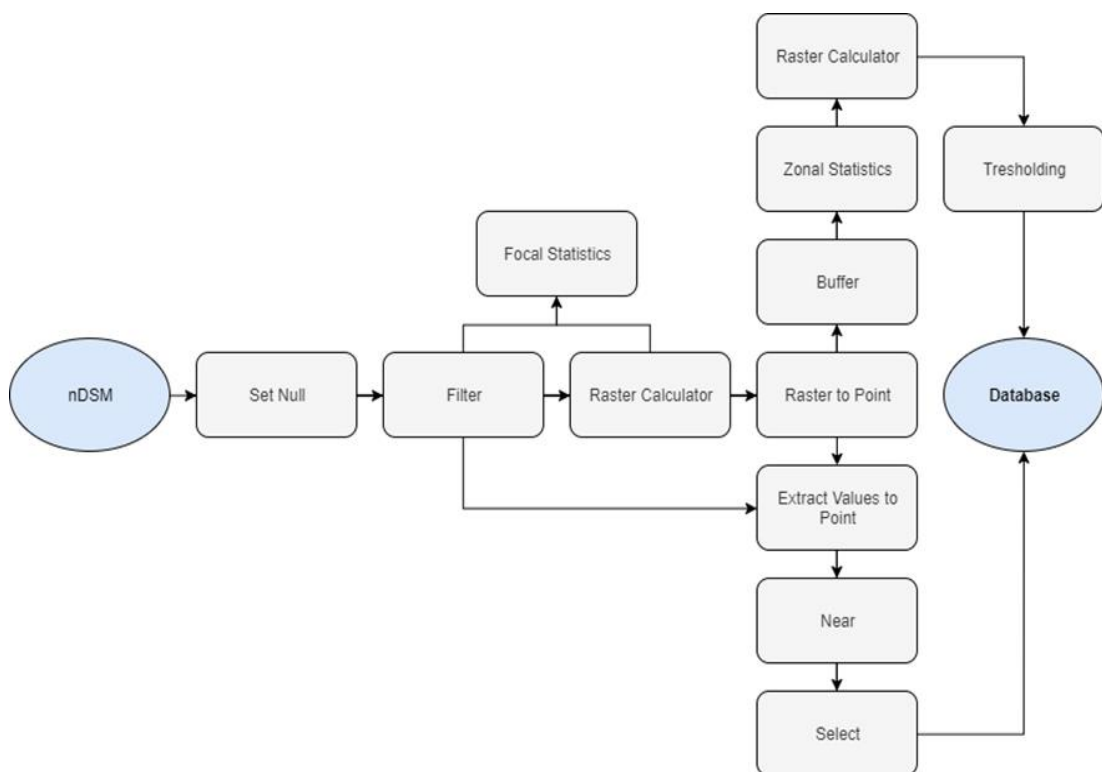 Raster Calculator
Zonal Statistics
Tresholding
Focal Statistics
Buffer
nDSM
Set Null
Filter
Raster Calculator
Raster to Point
Database
Extract Values to
Point
Near
Select